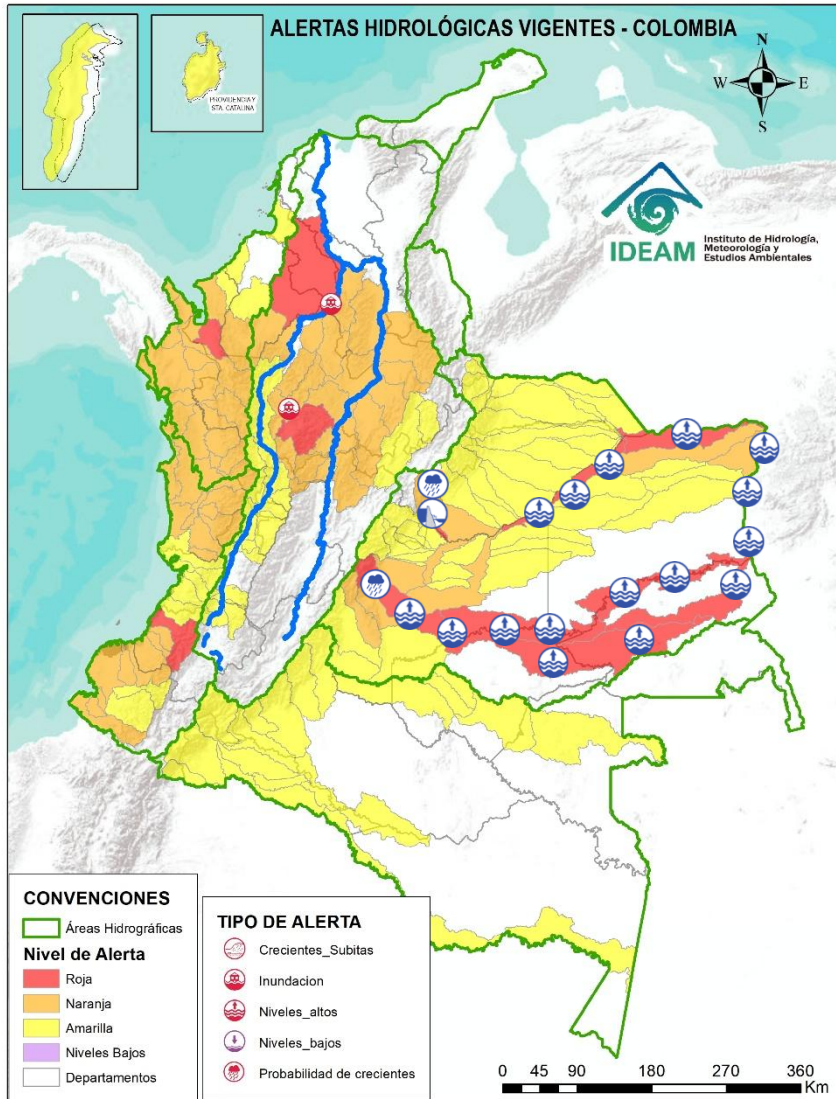 ALERTAS HIDROLÓGICAS VIGENTES - COLOMBIA
PROVIDENCIA Y
STA. CATALINA
N
W
E
S
IDEAM
Instituto de Hidrología,
Meteorología y
Estudios Ambientales
CONVENCIONES
Áreas Hidrográficas
Nivel de Alerta
Roja
Naranja
Amarilla
Niveles Bajos
Departamentos
TIPO DE ALERTA
Crecientes_Subitas
Inundacion
Niveles_altos
Niveles_bajos
Probabilidad de crecientes
0 45 90 180 270 360
Km